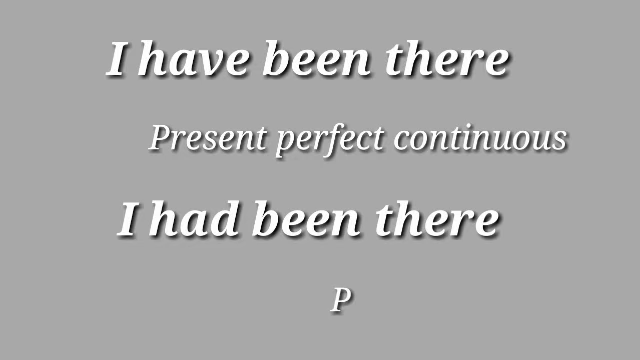 I have been there
Present perfect continuous
I had been there
P